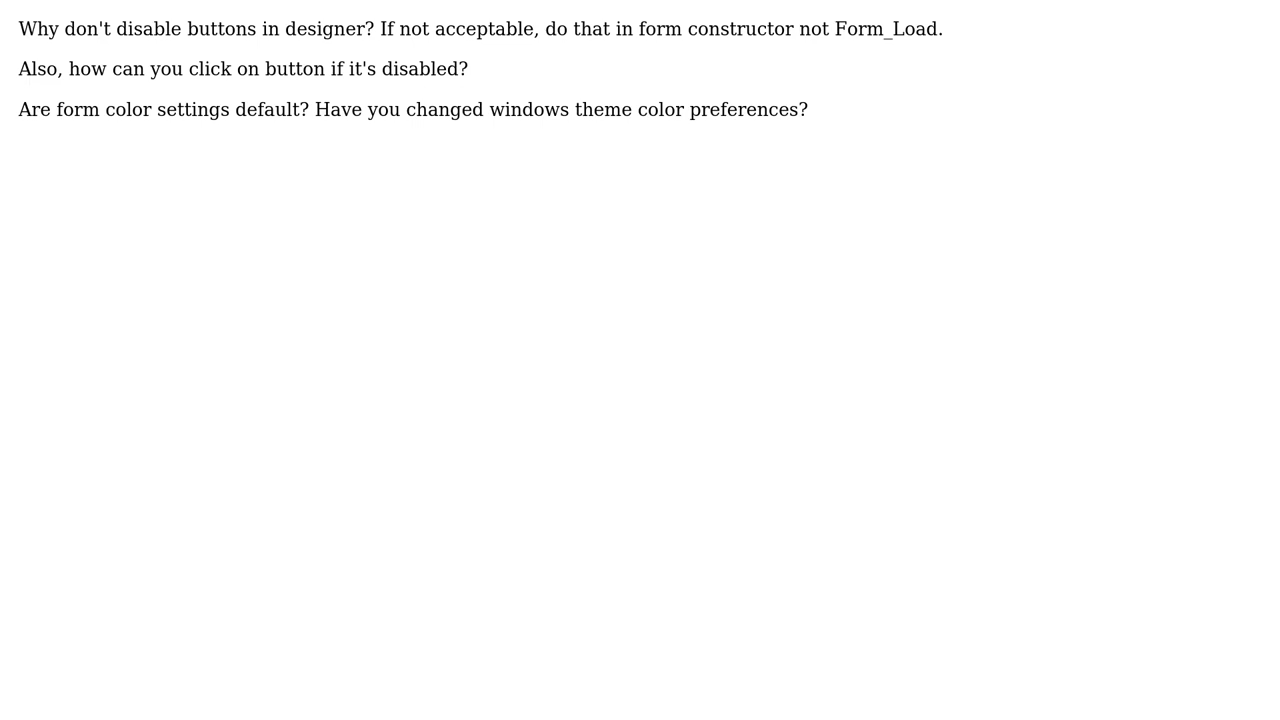 Why don't disable buttons in designer? If not acceptable, do that in form constructor not Form_Load.
Also, how can you click on button if it's disabled?
Are form color settings default? Have you changed windows theme color preferences?